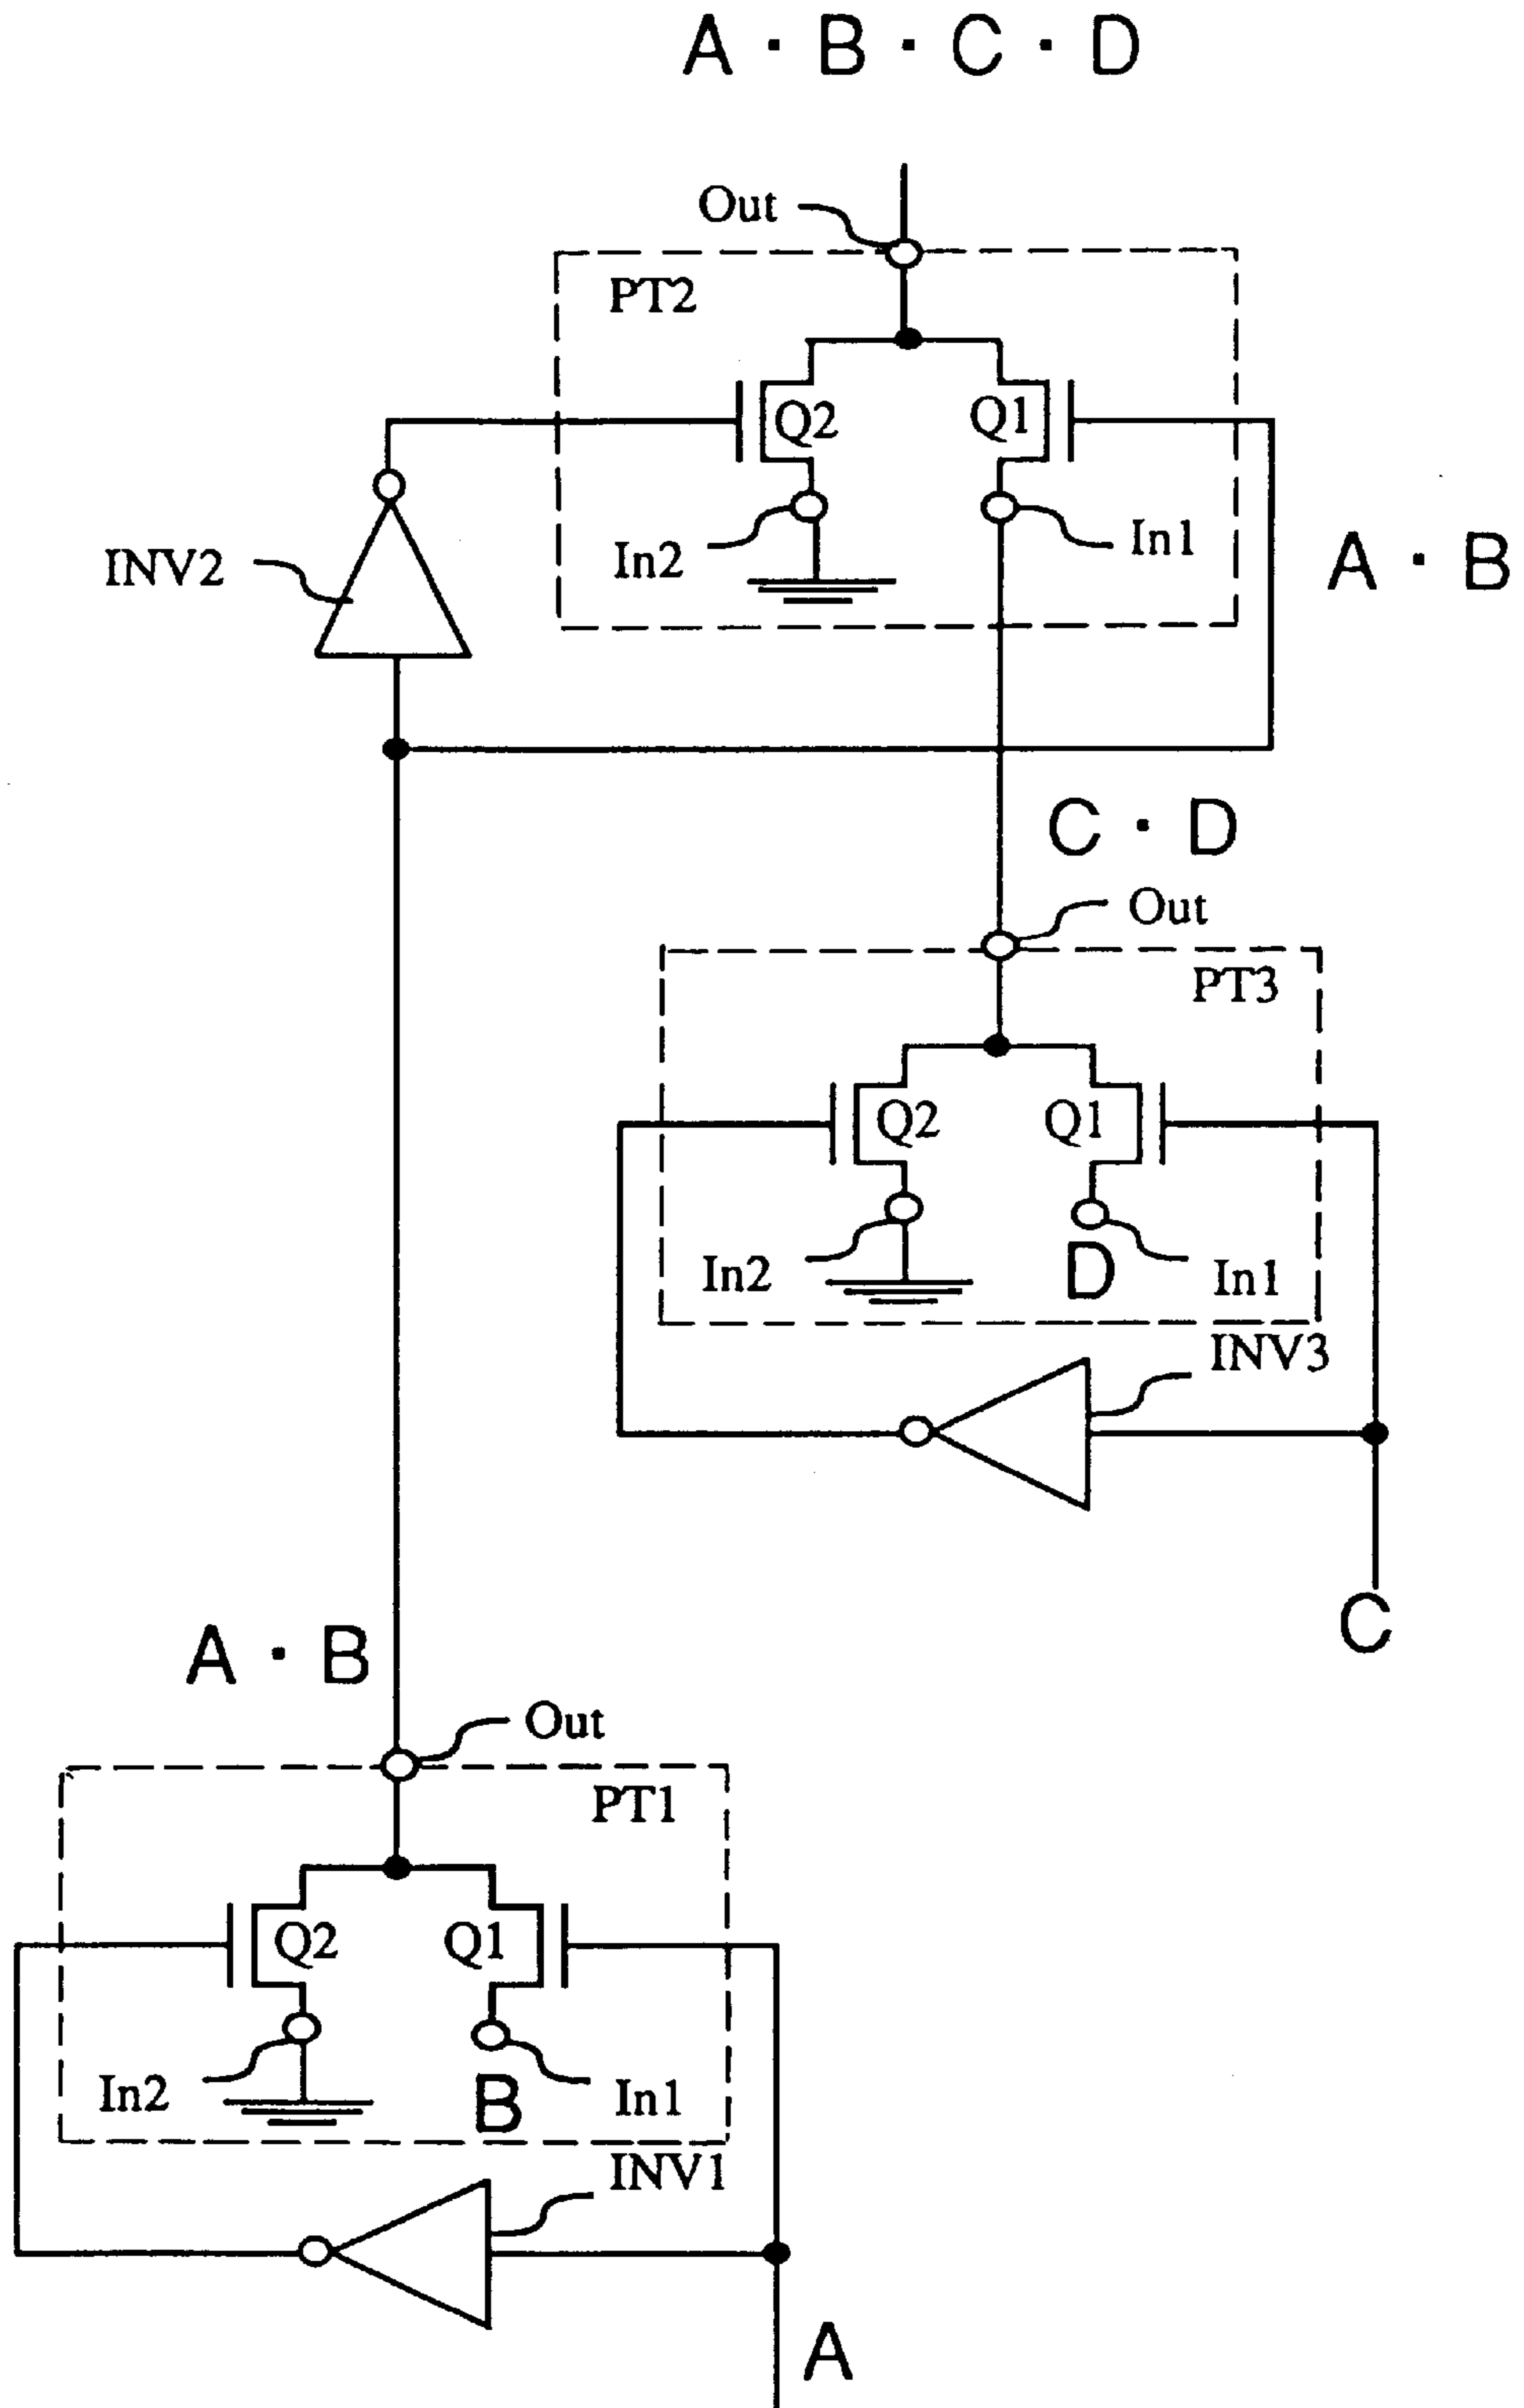 A · B · C · D
Out
PT2
Q2
Q1
INV2
In2
In1
A · B
C · D
Out
PT3
Q2
Q1
In2
D
In1
INV3
C
A · B
Out
PT1
Q2
Q1
In2
B
In1
INV1
A